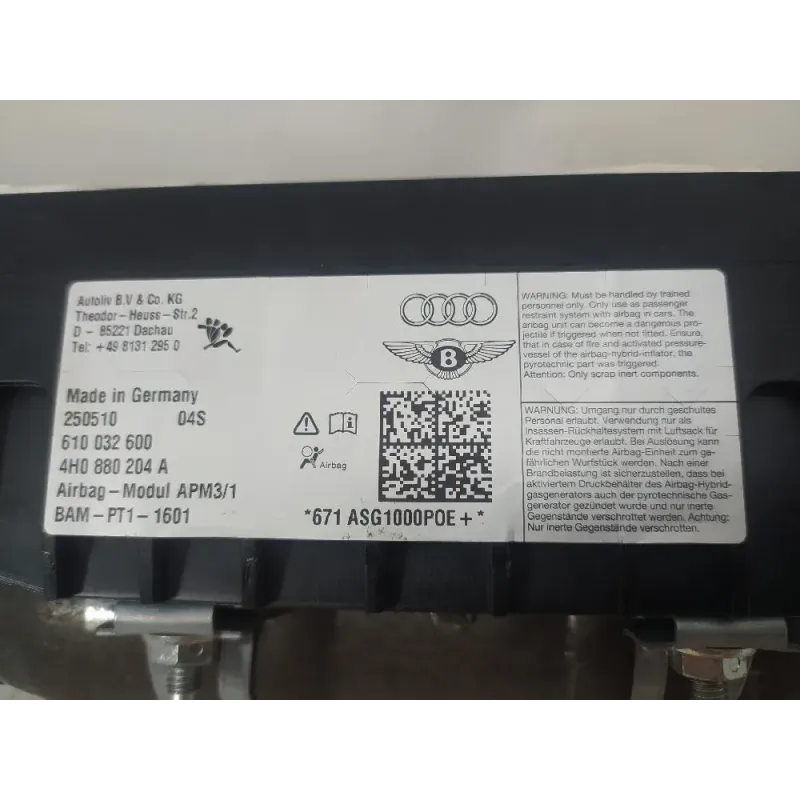 Autoliv B.V & Co. KG
Theodor-Heuss-Str.2
D - 85221 Dachau
Tel: +49 8131 295 0
Made in Germany
250510 04S
610 032 600
4H0 880 204 A
Airbag-Modul APM3/1
BAM-PT1-1601
B
Airbag
*671 ASG1000POE+*
WARNING: Must be handled by trained
personnel only. Only use as passenger
restraint system with airbag in cars. The
airbag unit can become a dangerous pro-
jectile if triggered when not fitted. Ensure,
that in case of fire and activated pressure-
vessel of the airbag-hybrid-inflator, the
pyrotechnic part was triggered.
Attention: Only scrap inert components.
WARNUNG: Umgang nur durch geschultes
Personal erlaubt. Verwendung nur als
Insassen-Rückhaltesystem mit Luftsack für
Kraftfahrzeuge erlaubt. Bei Auslösung kann
die nicht montierte Airbag-Einheit zum ge-
fährlichen Wurfstück werden. Nach einer
Brandbelastung ist sicherzustellen, dass bei
aktiviertem Druckbehälter des Airbag-Hybrid-
gasgenerators auch der pyrotechnische Gas-
generator gezündet wurde und nur inerte
Gegenstände verschrottet werden. Achtung:
Nur inerte Gegenstände verschrotten.